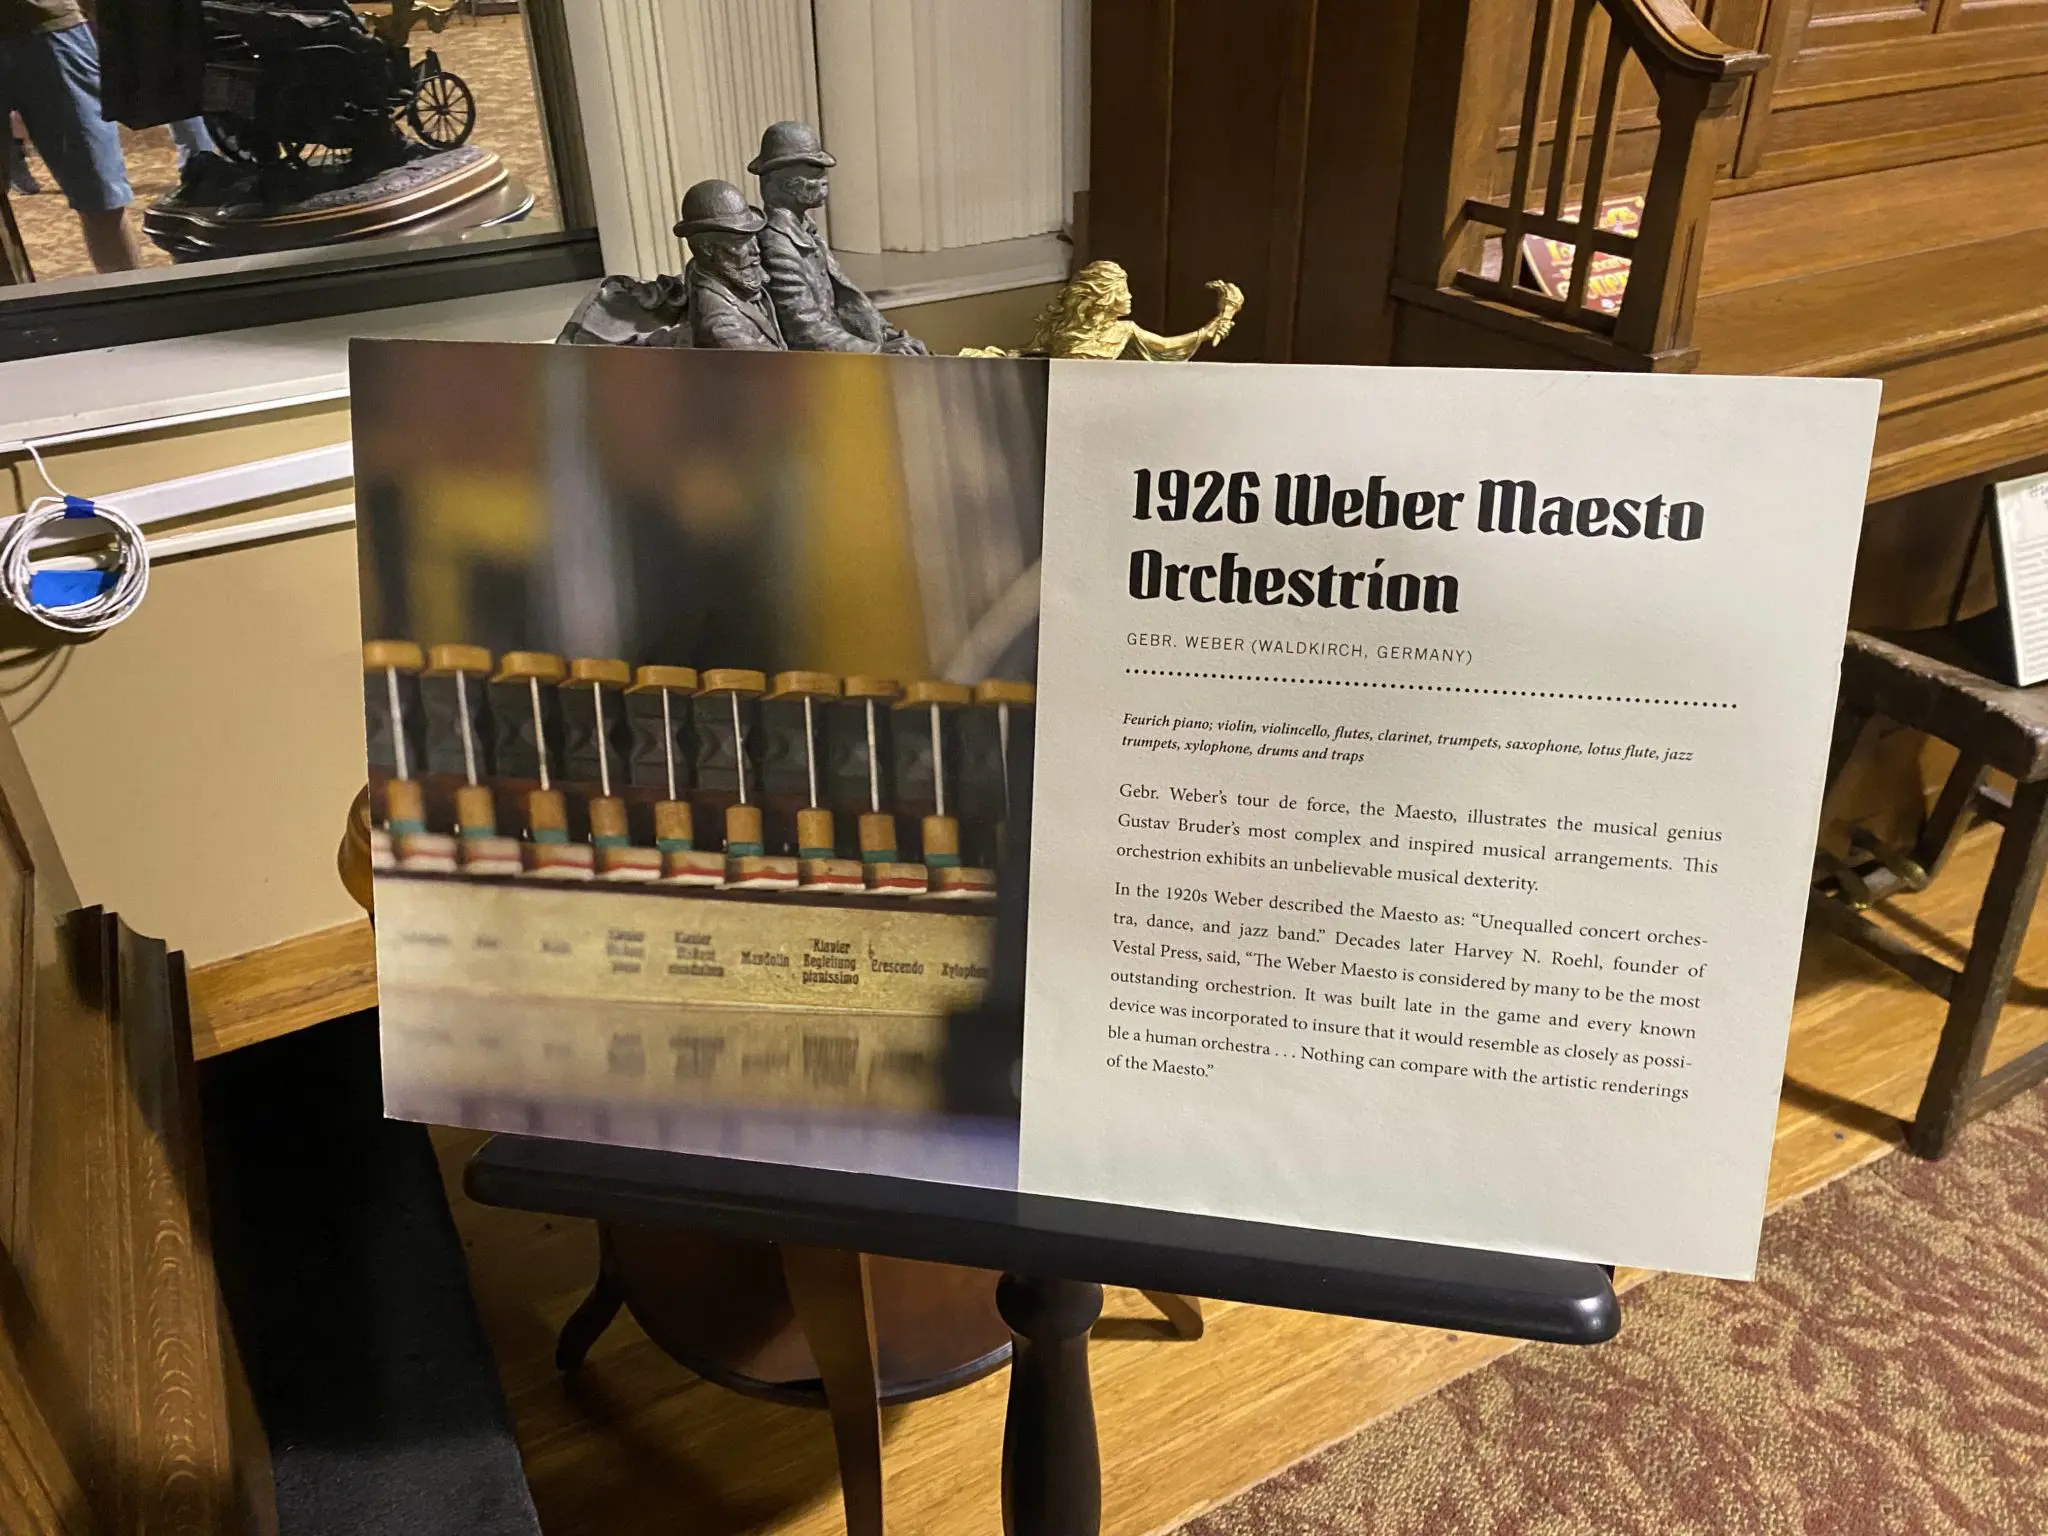 1926 Weber Maesto
Orchestrion
GEBR. WEBER (WALDKIRCH, GERMANY)
Feurich piano; violin, violincello, flutes, clarinet, trumpets, saxophone, lotus flute, jazz
trumpets, xylophone, drums and traps
Gebr. Weber’s tour de force, the Maesto, illustrates the musical genius
Gustav Bruder’s most complex and inspired musical arrangements. This
orchestrion exhibits an unbelievable musical dexterity.
In the 1920s Weber described the Maesto as: “Unequalled concert orches-
tra, dance, and jazz band.” Decades later Harvey N. Roehl, founder of
Vestal Press, said, “The Weber Maesto is considered by many to be the most
outstanding orchestrion. It was built late in the game and every known
device was incorporated to insure that it would resemble as closely as possi-
ble a human orchestra . . . Nothing can compare with the artistic renderings
of the Maesto.”
Klavier
Mandolin
Klavier
Begleitung
pianissimo
Crescendo
Xylophon